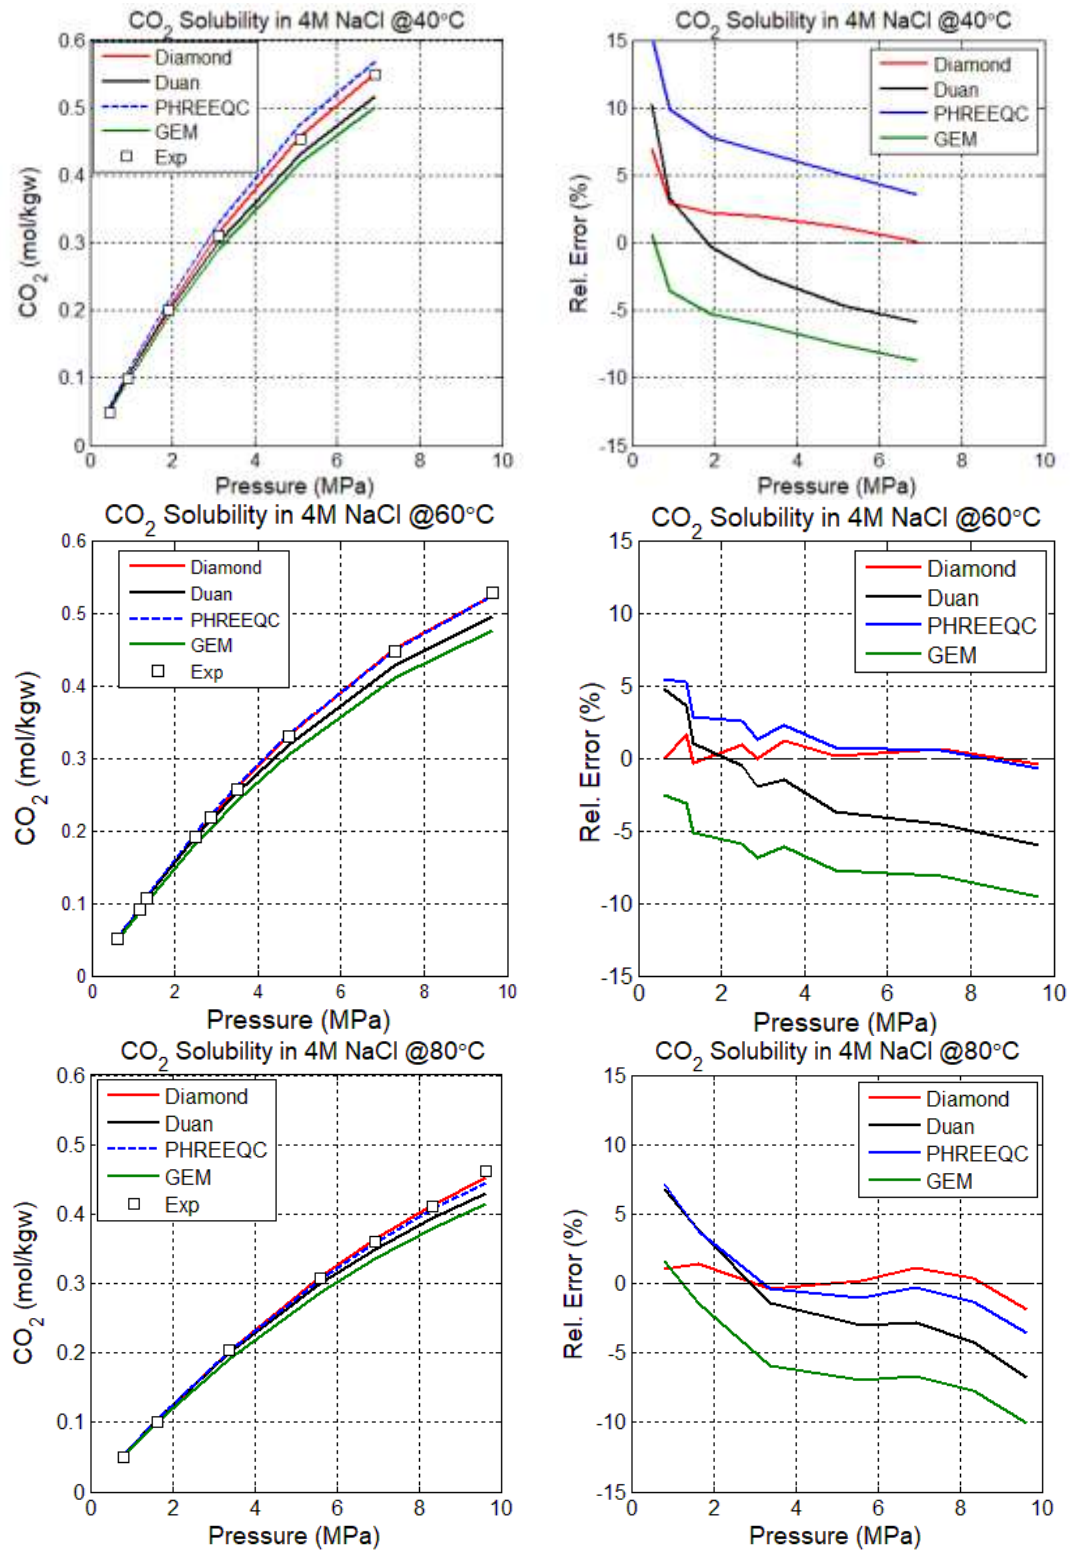 CO2 Solubility in 4M NaCl @40°C
0.6
0.5
0.4
0.3
0.2
0.1
0
CO2 (mol/kgw)
Diamond
Duan
PHREEQC
GEM
Exp
0 2 4 6 8 10
Pressure (MPa)
CO2 Solubility in 4M NaCl @40°C
15
10
5
0
-5
-10
-15
Rel. Error (%)
Diamond
Duan
PHREEQC
GEM
0 2 4 6 8 10
Pressure (MPa)
CO2 Solubility in 4M NaCl @60°C
0.6
0.5
0.4
0.3
0.2
0.1
0
CO2 (mol/kgw)
Diamond
Duan
PHREEQC
GEM
Exp
0 2 4 6 8 10
Pressure (MPa)
CO2 Solubility in 4M NaCl @60°C
15
10
5
0
-5
-10
-15
Rel. Error (%)
Diamond
Duan
PHREEQC
GEM
0 2 4 6 8 10
Pressure (MPa)
CO2 Solubility in 4M NaCl @80°C
0.6
0.5
0.4
0.3
0.2
0.1
0
CO2 (mol/kgw)
Diamond
Duan
PHREEQC
GEM
Exp
0 2 4 6 8 10
Pressure (MPa)
CO2 Solubility in 4M NaCl @80°C
15
10
5
0
-5
-10
-15
Rel. Error (%)
Diamond
Duan
PHREEQC
GEM
0 2 4 6 8 10
Pressure (MPa)